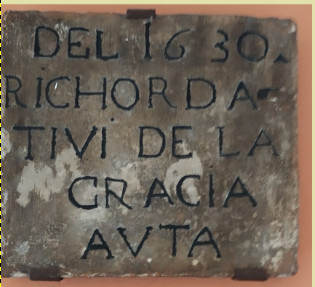 DEL 1630.
RICHORDA-
TIVI DE LA
GRACIA
AVTA